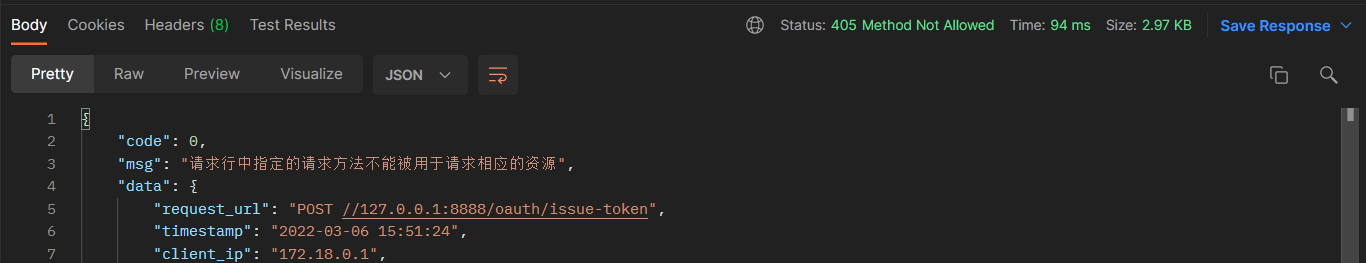 Body Cookies Headers (8) Test Results Status: 405 Method Not Allowed Time: 94 ms Size: 2.97 KB Save Response
Pretty Raw Preview Visualize JSON
1 {
2 "code": 0,
3 "msg": "请求行中指定的请求方法不能被用于请求相应的资源",
4 "data": {
5 "request_url": "POST //127.0.0.1:8888/oauth/issue-token",
6 "timestamp": "2022-03-06 15:51:24",
7 "client_ip": "172.18.0.1",